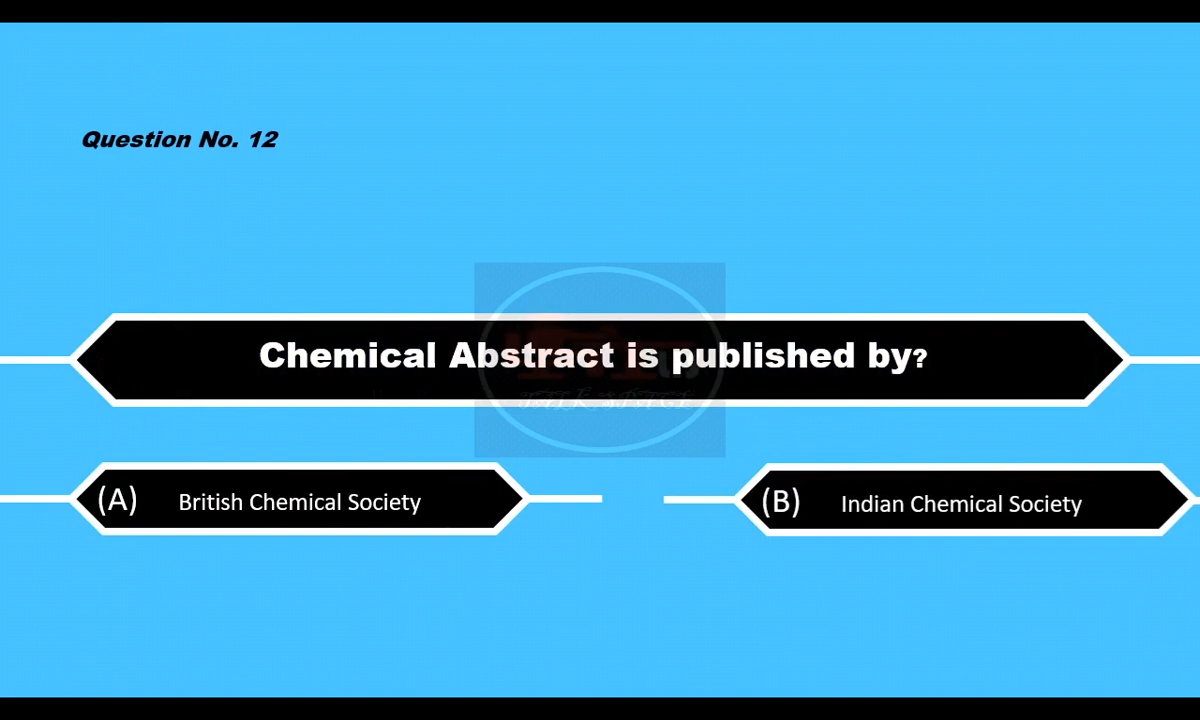 Question No. 12
Chemical Abstract is published by?
(A) British Chemical Society
(B) Indian Chemical Society